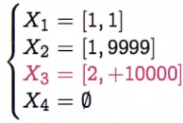 X₁ = [1, 1]
X₂ = [1, 9999]
X₃ = [2, +10000]
X₄ = ∅